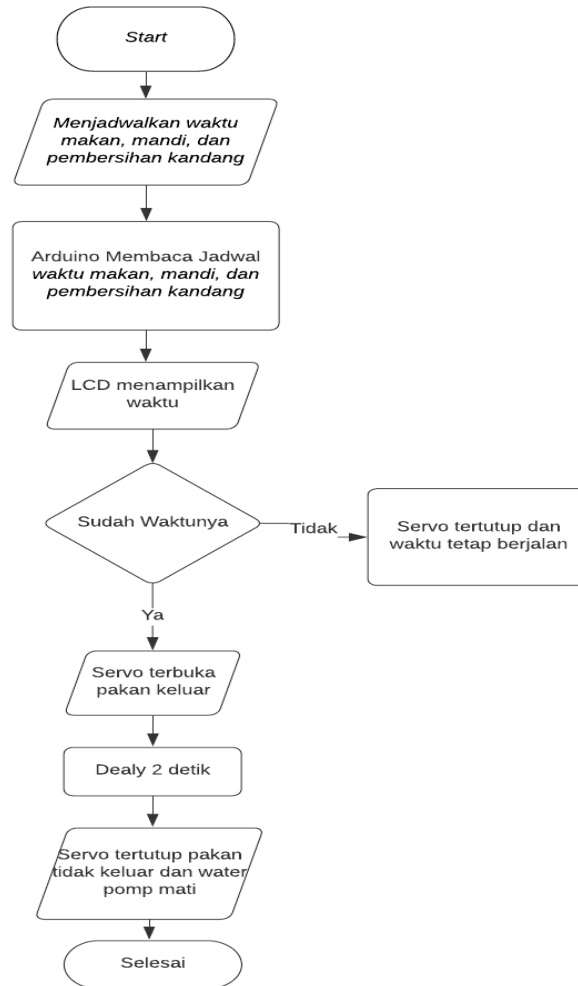 Start
Menjadwalkan waktu
makan, mandi, dan
pembersihan kandang
Arduino Membaca Jadwal
waktu makan, mandi, dan
pembersihan kandang
LCD menampilkan
waktu
Sudah Waktunya
Tidak
Servo tertutup dan
waktu tetap berjalan
Ya
Servo terbuka
pakan keluar
Dealy 2 detik
Servo tertutup pakan
tidak keluar dan water
pomp mati
Selesai